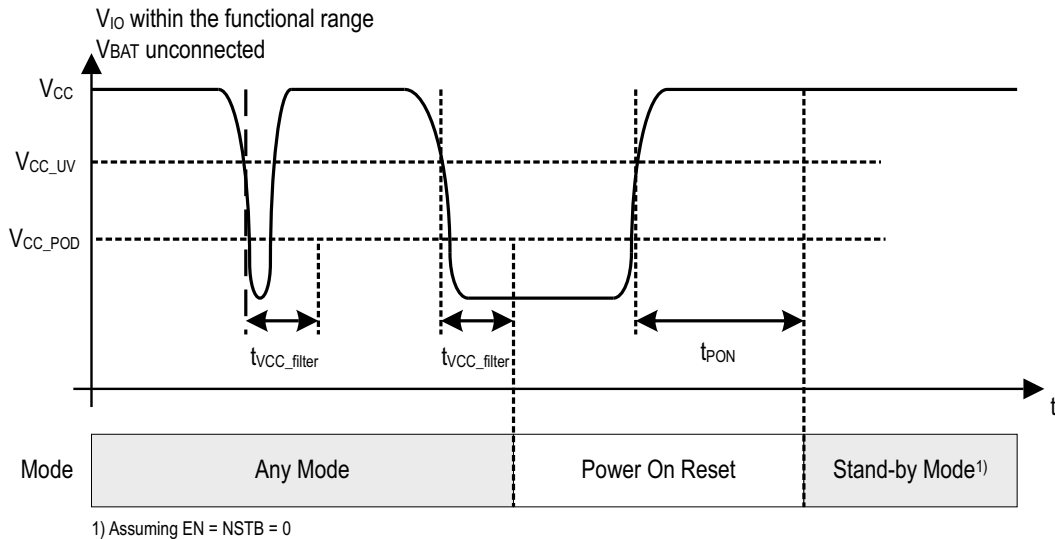 VIO within the functional range
VBAT unconnected
VCC
VCC_UV
VCC_POD
tVCC_filter
tVCC_filter
tPON
t
Mode
Any Mode
Power On Reset
Stand-by Mode1)
1) Assuming EN = NSTB = 0